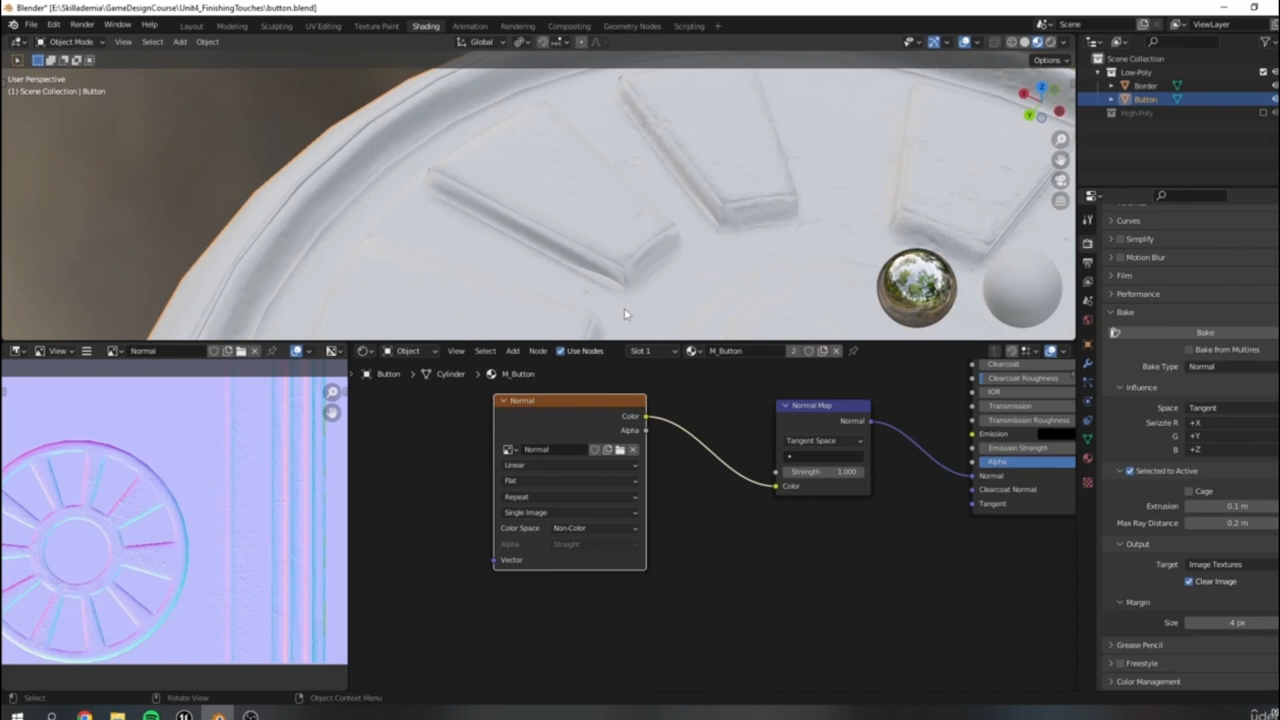 Blender* [E:\Skillademia\GameDesignCourse\Unit4_FinishingTouches\button.blend]
File Edit Render Window Help Layout Modeling Sculpting UV Editing Texture Paint Shading Animation Rendering Compositing Geometry Nodes Scripting + Scene ViewLayer
Object Mode View Select Add Object Global
Options
User Perspective
(1) Scene Collection | Button
X
Y
Z
Scene Collection
Low-Poly
Border
Button
High-Poly
Curves
Simplify
Motion Blur
Film
Performance
Bake
Bake
Bake from Multires
Bake Type Normal
Influence
Space Tangent
Swizzle R +X
G +Y
B +Z
Selected to Active
Cage
Extrusion 0.1 m
Max Ray Distance 0.2 m
Output
Target Image Textures
Clear Image
Margin
Size 4 px
Grease Pencil
Freestyle
Color Management
View Normal
Object View Select Add Node Use Nodes Slot 1 M_Button 2
Button > Cylinder > M_Button
Normal
Color
Alpha
Normal
Linear
Flat
Repeat
Single Image
Color Space Non-Color
Alpha Straight
Vector
Normal Map
Normal
Tangent Space
Strength 1.000
Color
Clearcoat
Clearcoat Roughness
IOR
Transmission
Transmission Roughness
Emission
Emission Strength
Alpha
Normal
Clearcoat Normal
Tangent
Select Rotate View Object Context Menu